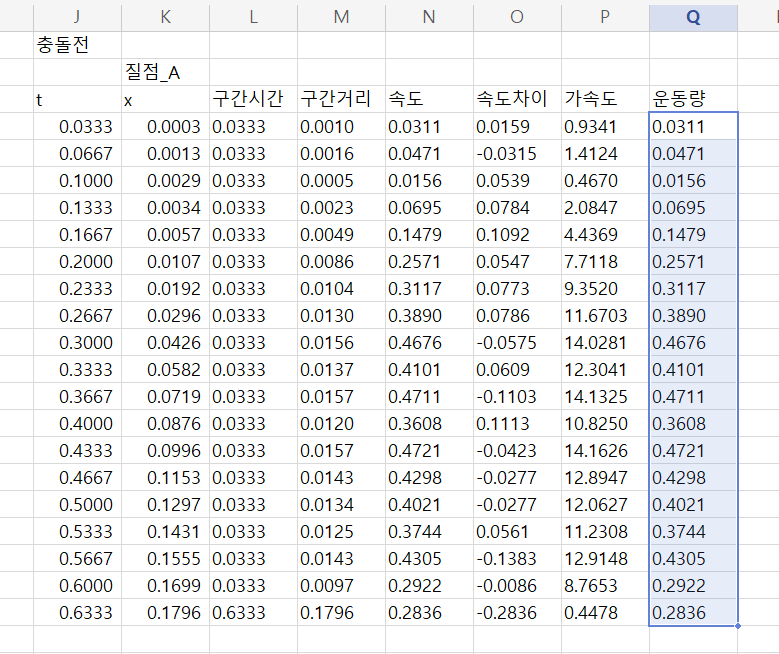 J K L M N O P Q
충돌전
질점_A
t x 구간시간 구간거리 속도 속도차이 가속도 운동량
0.0333 0.0003 0.0333 0.0010 0.0311 0.0159 0.9341 0.0311
0.0667 0.0013 0.0333 0.0016 0.0471 -0.0315 1.4124 0.0471
0.1000 0.0029 0.0333 0.0005 0.0156 0.0539 0.4670 0.0156
0.1333 0.0034 0.0333 0.0023 0.0695 0.0784 2.0847 0.0695
0.1667 0.0057 0.0333 0.0049 0.1479 0.1092 4.4369 0.1479
0.2000 0.0107 0.0333 0.0086 0.2571 0.0547 7.7118 0.2571
0.2333 0.0192 0.0333 0.0104 0.3117 0.0773 9.3520 0.3117
0.2667 0.0296 0.0333 0.0130 0.3890 0.0786 11.6703 0.3890
0.3000 0.0426 0.0333 0.0156 0.4676 -0.0575 14.0281 0.4676
0.3333 0.0582 0.0333 0.0137 0.4101 0.0609 12.3041 0.4101
0.3667 0.0719 0.0333 0.0157 0.4711 -0.1103 14.1325 0.4711
0.4000 0.0876 0.0333 0.0120 0.3608 0.1113 10.8250 0.3608
0.4333 0.0996 0.0333 0.0157 0.4721 -0.0423 14.1626 0.4721
0.4667 0.1153 0.0333 0.0143 0.4298 -0.0277 12.8947 0.4298
0.5000 0.1297 0.0333 0.0134 0.4021 -0.0277 12.0627 0.4021
0.5333 0.1431 0.0333 0.0125 0.3744 0.0561 11.2308 0.3744
0.5667 0.1555 0.0333 0.0143 0.4305 -0.1383 12.9148 0.4305
0.6000 0.1699 0.0333 0.0097 0.2922 -0.0086 8.7653 0.2922
0.6333 0.1796 0.6333 0.1796 0.2836 -0.2836 0.4478 0.2836